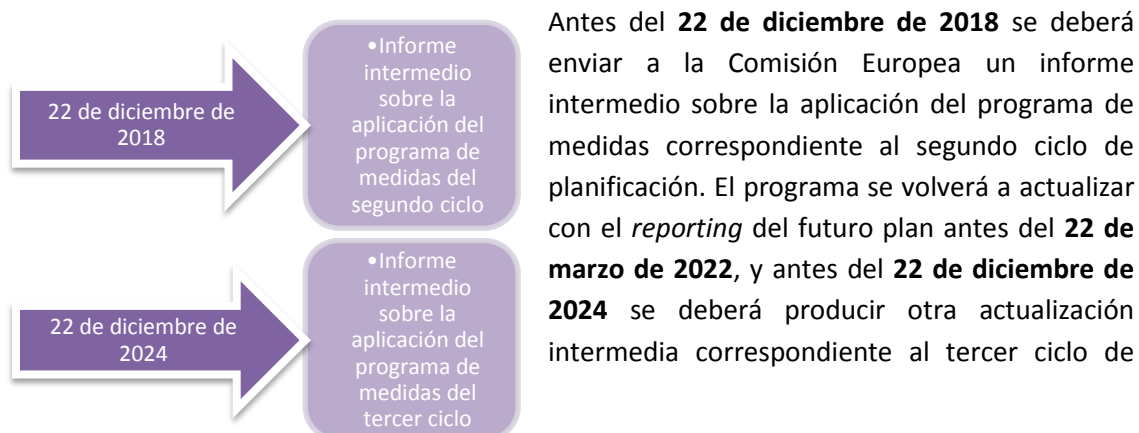 22 de diciembre de
2018
•Informe
intermedio
sobre la
aplicación del
programa de
medidas del
segundo ciclo
22 de diciembre de
2024
•Informe
intermedio
sobre la
aplicación del
programa de
medidas del
tercer ciclo
Antes del 22 de diciembre de 2018 se deberá
enviar a la Comisión Europea un informe
intermedio sobre la aplicación del programa de
medidas correspondiente al segundo ciclo de
planificación. El programa se volverá a actualizar
con el reporting del futuro plan antes del 22 de
marzo de 2022, y antes del 22 de diciembre de
2024 se deberá producir otra actualización
intermedia correspondiente al tercer ciclo de